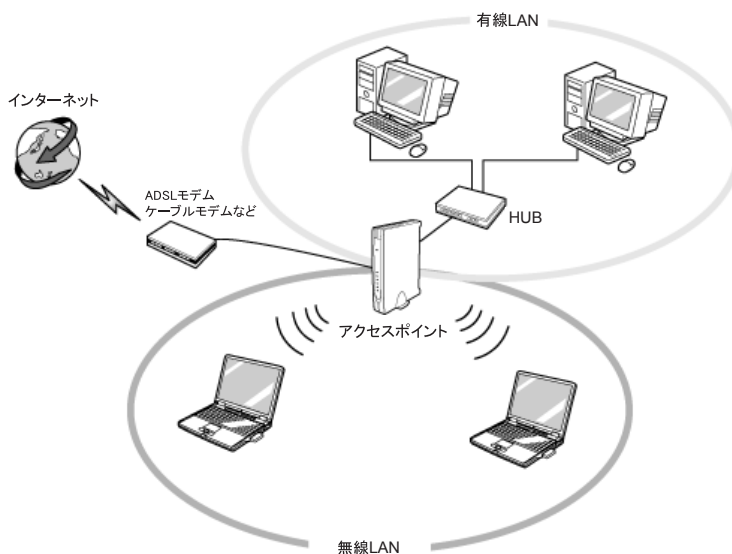 有線LAN
インターネット
ADSLモデム
ケーブルモデムなど
HUB
アクセスポイント
無線LAN